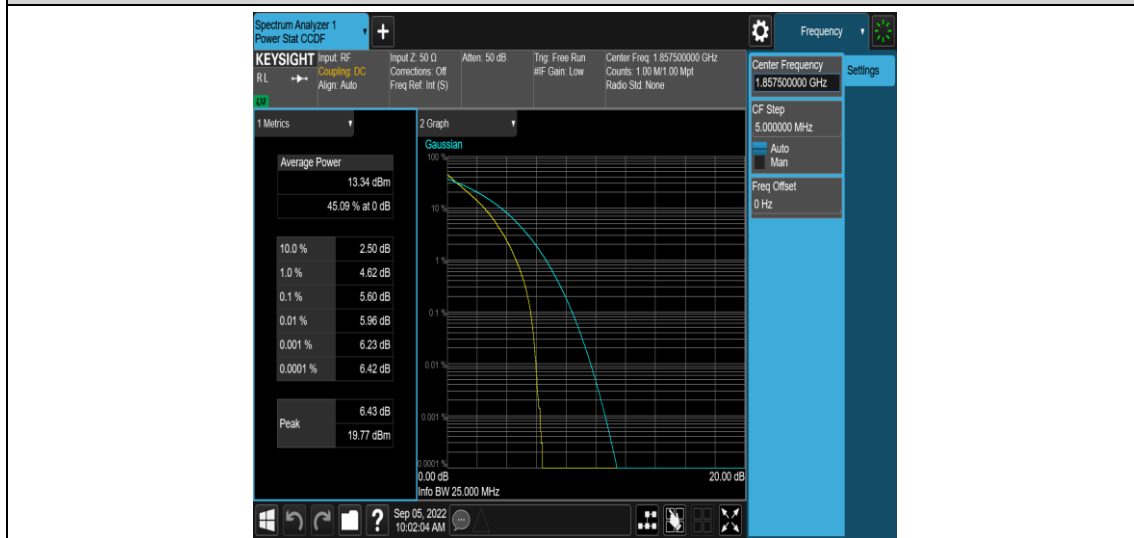 Spectrum Analyzer 1
Power Stat CCDF
+
Frequency
KEYSIGHT
RL
LXI
Input: RF
Coupling: DC
Align: Auto
Input Z: 50 Ω
Corrections: Off
Freq Ref: Int (S)
Atten: 50 dB
Trig: Free Run
#IF Gain: Low
Center Freq: 1.857500000 GHz
Counts: 1.00 M/1.00 Mpt
Radio Std: None
Center Frequency
1.857500000 GHz
Settings
CF Step
5.000000 MHz
Auto
Man
Freq Offset
0 Hz
1 Metrics
Average Power
13.34 dBm
45.09 % at 0 dB
10.0 % 2.50 dB
1.0 % 4.62 dB
0.1 % 5.60 dB
0.01 % 5.96 dB
0.001 % 6.23 dB
0.0001 % 6.42 dB
Peak
6.43 dB
19.77 dBm
2 Graph
Gaussian
100 %
10 %
1 %
0.1 %
0.01 %
0.001 %
0.0001 %
0.00 dB 20.00 dB
Info BW 25.000 MHz
?
Sep 05, 2022
10:02:04 AM